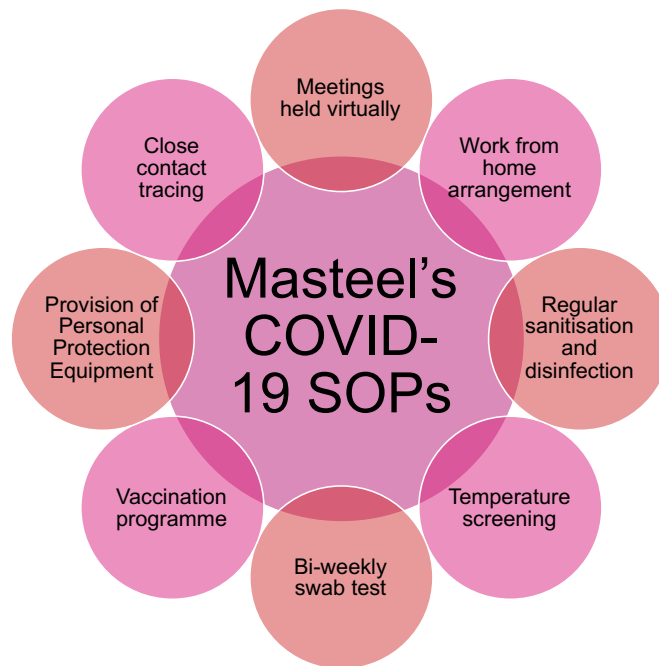 Meetings
held virtually
Work from
home
arrangement
Regular
sanitisation
and
disinfection
Temperature
screening
Bi-weekly
swab test
Vaccination
programme
Provision of
Personal
Protection
Equipment
Close
contact
tracing
Masteel’s
COVID-
19 SOPs